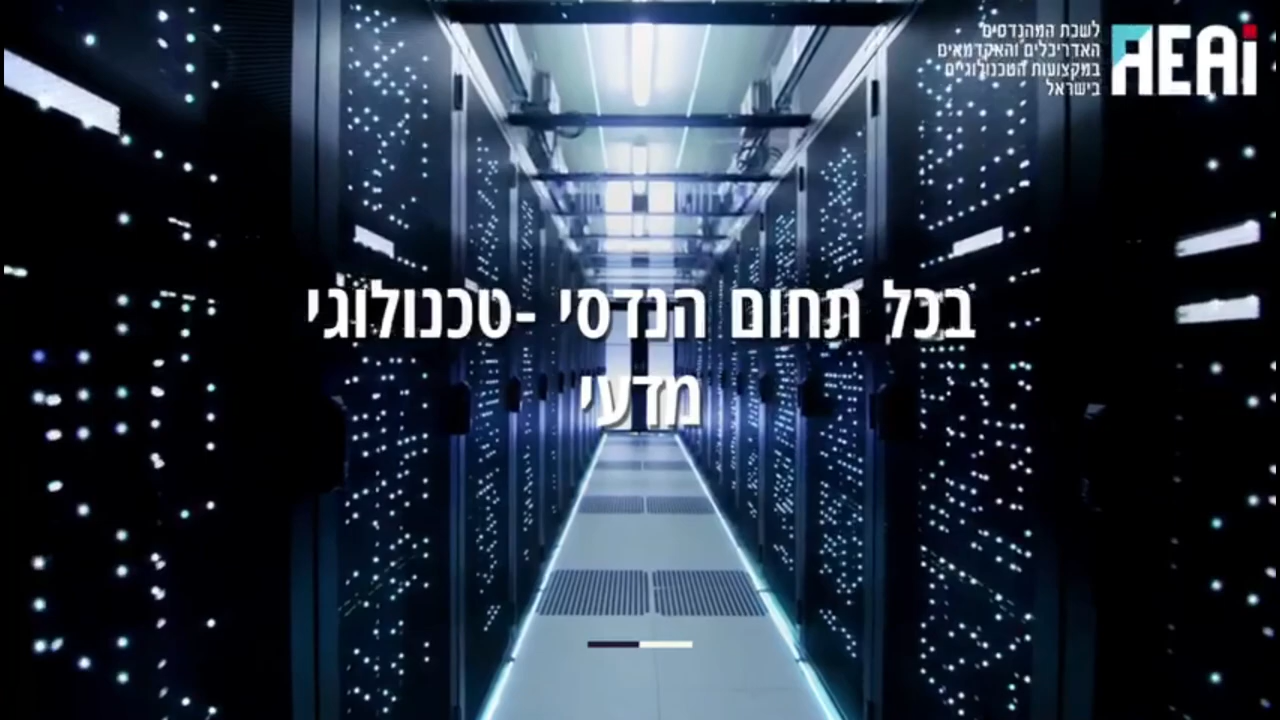 לשכת המהנדסים
האדריכלים והאקדמאים
במקצועות הטכנולוגיים
בישראל
AEAi
בכל תחום הנדסי -טכנולוגי
מדעי